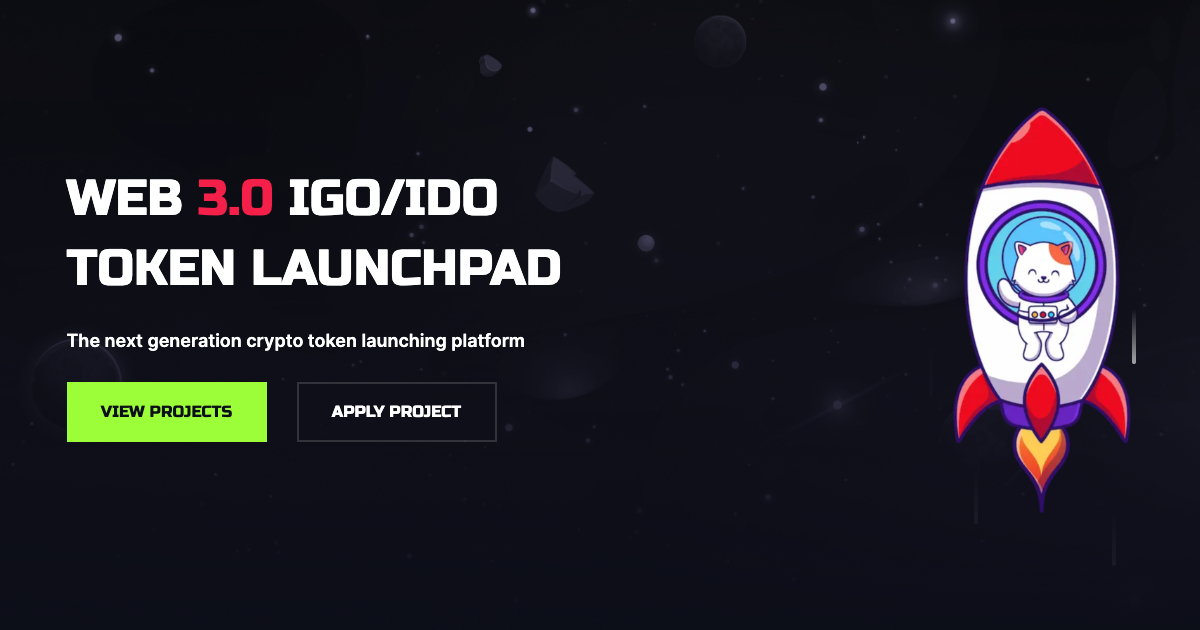 WEB 3.0 IGO/IDO
TOKEN LAUNCHPAD
The next generation crypto token launching platform
VIEW PROJECTS
APPLY PROJECT